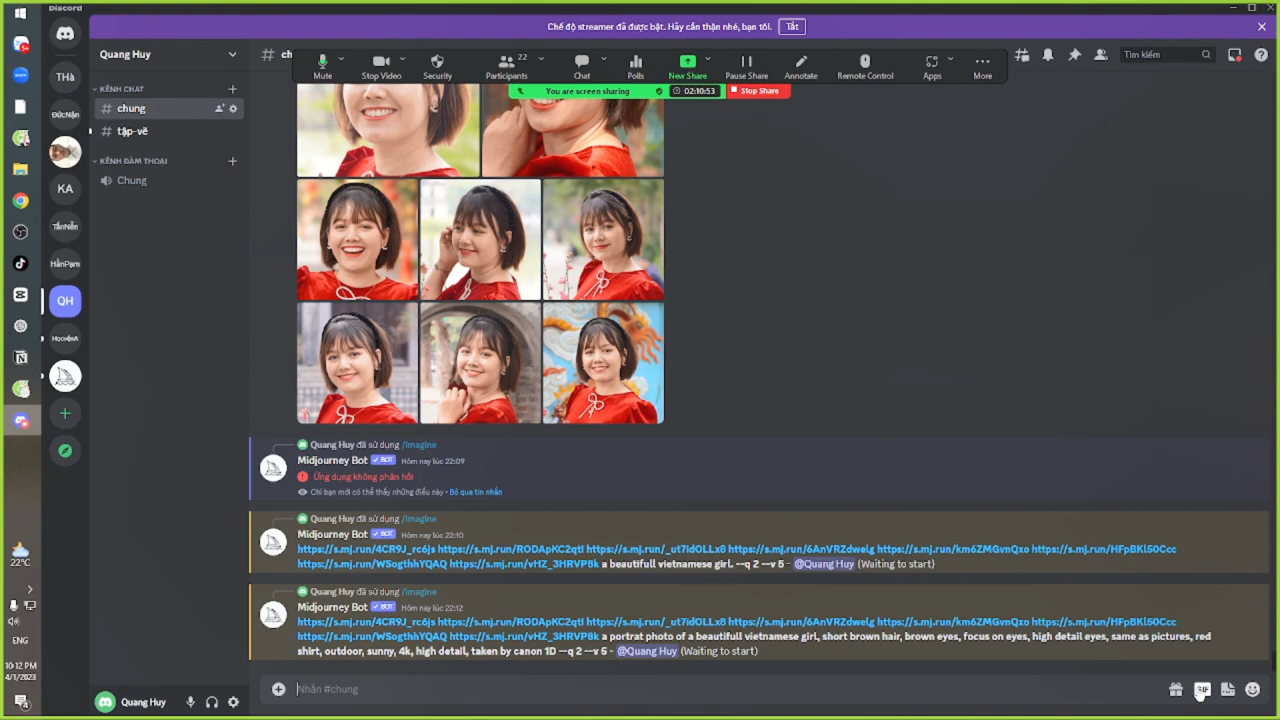 Discord
Chế độ streamer đã được bật. Hãy cẩn thận nhé, bạn tôi.
Tắt
Quang Huy
# ch
Mute
Stop Video
Security
Participants
22
Chat
Polls
New Share
Pause Share
Annotate
Remote Control
Apps
More
Tìm kiếm
You are screen sharing
02:10:53
Stop Share
THà
ĐứcNặn
KA
HằnPạm
QH
KÊNH CHAT
# chung
# tập-vẽ
KÊNH ĐÀM THOẠI
Chung
Quang Huy đã sử dụng /imagine
Midjourney Bot BOT Hôm nay lúc 22:09
Ứng dụng không phản hồi
Chỉ bạn mới có thể thấy những điều này • Bỏ qua tin nhắn
Quang Huy đã sử dụng /imagine
Midjourney Bot BOT Hôm nay lúc 22:10
https://s.mj.run/4CR9J_rc6js https://s.mj.run/RODApKC2qtI https://s.mj.run/_ut7idOLLx8 https://s.mj.run/6AnVRZdwelg https://s.mj.run/km6ZMGvnQxo https://s.mj.run/HFpBKl50Ccc
https://s.mj.run/WSogthhYQAQ https://s.mj.run/vHZ_3HRVP8k a beautifull vietnamese girl. --q 2 --v 5 - @Quang Huy (Waiting to start)
Quang Huy đã sử dụng /imagine
Midjourney Bot BOT Hôm nay lúc 22:12
https://s.mj.run/4CR9J_rc6js https://s.mj.run/RODApKC2qtI https://s.mj.run/_ut7idOLLx8 https://s.mj.run/6AnVRZdwelg https://s.mj.run/km6ZMGvnQxo https://s.mj.run/HFpBKl50Ccc
https://s.mj.run/WSogthhYQAQ https://s.mj.run/vHZ_3HRVP8k a portrat photo of a beautifull vietnamese girl, short brown hair, brown eyes, focus on eyes, high detail eyes, same as pictures, red
shirt, outdoor, sunny, 4k, high detail, taken by canon 1D --q 2 --v 5 - @Quang Huy (Waiting to start)
Nhắn #chung
GIF
Quang Huy
22°C
ENG
10:12 PM
4/1/2023